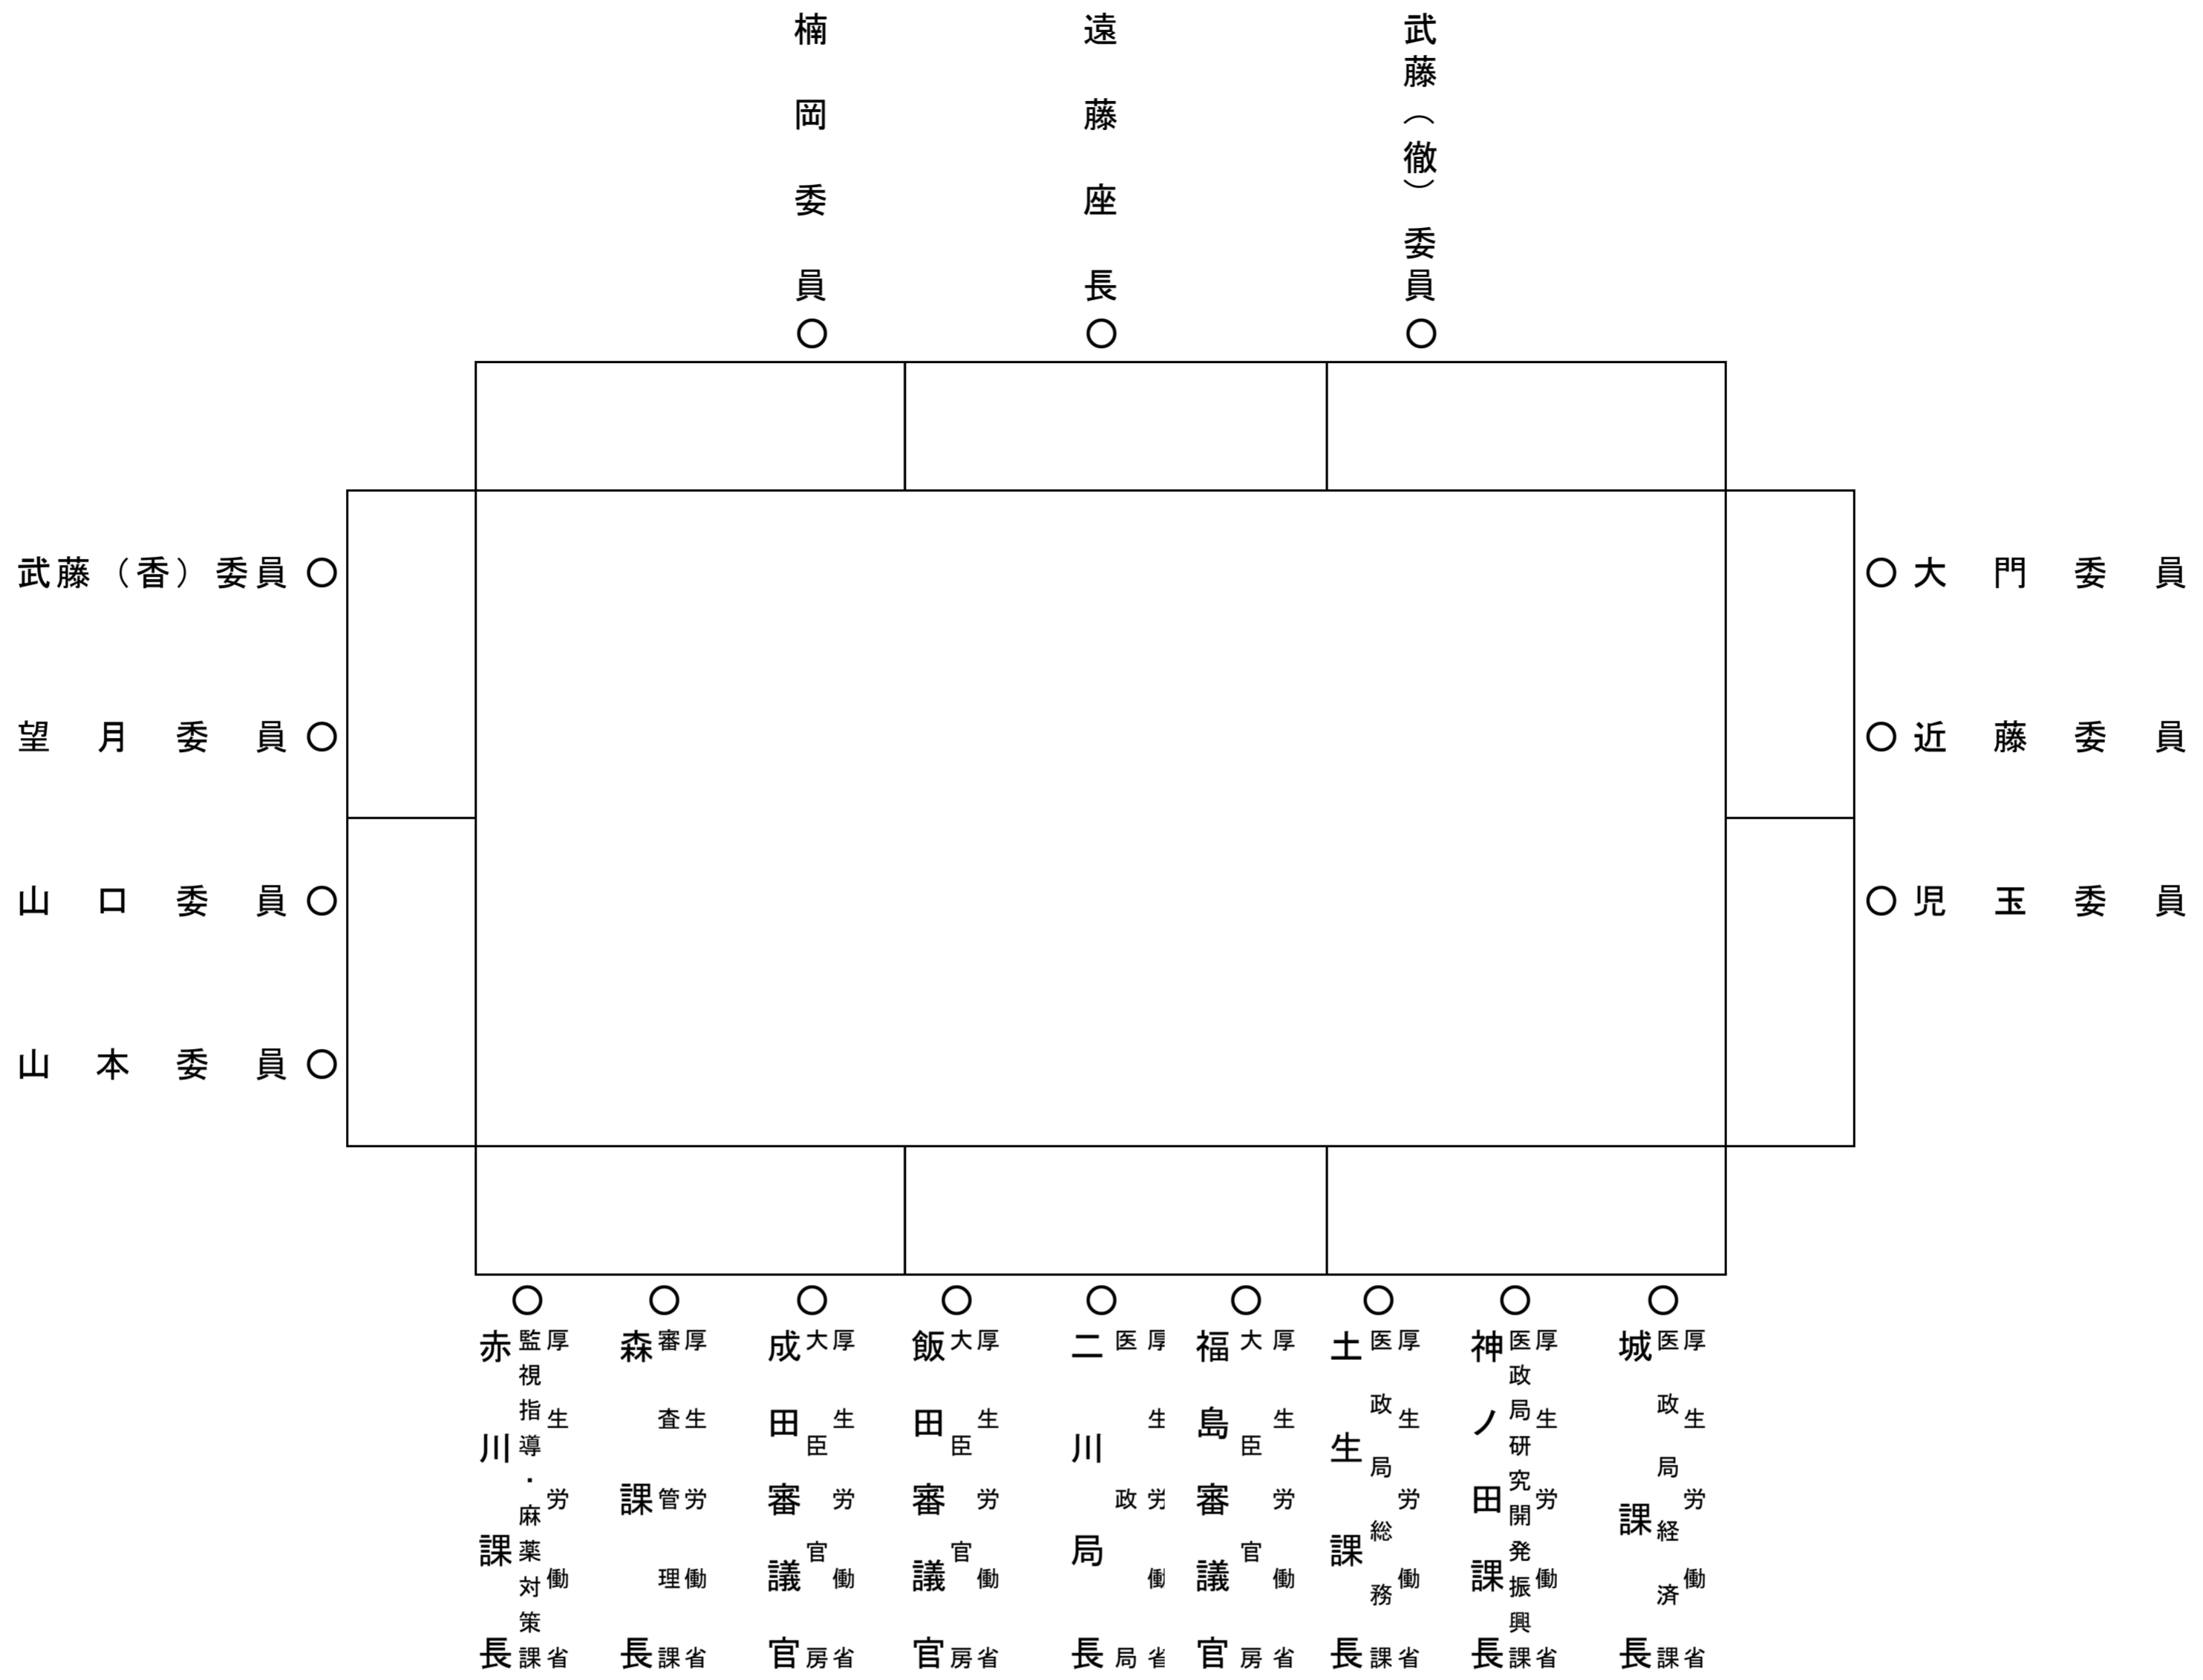 楠岡委員
遠藤座長
武藤（徹）委員
武藤（香）委員
望月委員
山口委員
山本委員
大門委員
近藤委員
児玉委員
厚生労働省
監視指導・麻薬対策課
赤川課長
厚生労働省
審査管理課
森課長
厚生労働省
大臣官房
成田審議官
厚生労働省
大臣官房
飯田審議官
厚生労働省
医政局
二川局長
厚生労働省
大臣官房
福島審議官
厚生労働省
医政局総務課
土生課長
厚生労働省
医政局研究開発振興課
神ノ田課長
厚生労働省
医政局経済課
城課長